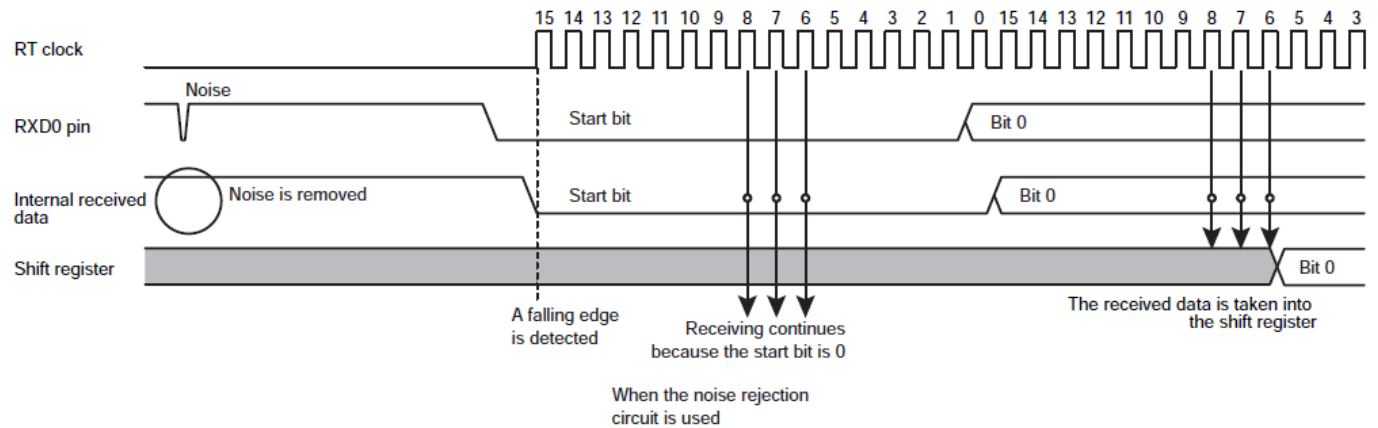 15 14 13 12 11 10 9 8 7 6 5 4 3 2 1 0 15 14 13 12 11 10 9 8 7 6 5 4 3
RT clock
Noise
RXD0 pin
Start bit
Bit 0
Internal received
data
Noise is removed
Start bit
Bit 0
Shift register
Bit 0
A falling edge
is detected
Receiving continues
because the start bit is 0
The received data is taken into
the shift register
When the noise rejection
circuit is used